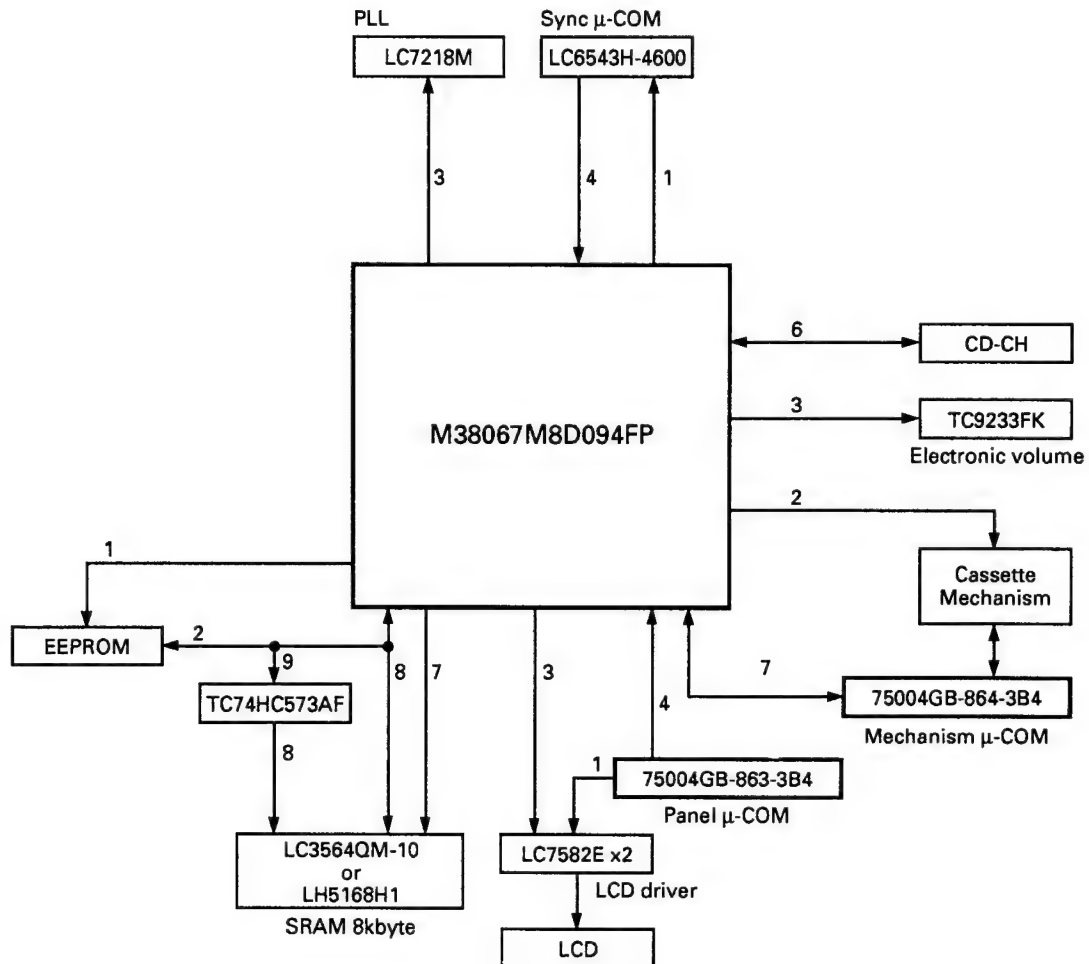 PLL
Sync μ-COM
LC7218M
LC6543H-4600
3
4
1
6
CD-CH
M38067M8D094FP
3
TC9233FK
Electronic volume
2
1
Cassette
Mechanism
EEPROM
2
9
8
7
3
4
7
TC74HC573AF
75004GB-864-3B4
Mechanism μ-COM
8
1
75004GB-863-3B4
Panel μ-COM
LC3564QM-10
or
LH5168H1
SRAM 8kbyte
LC7582E x2
LCD driver
LCD